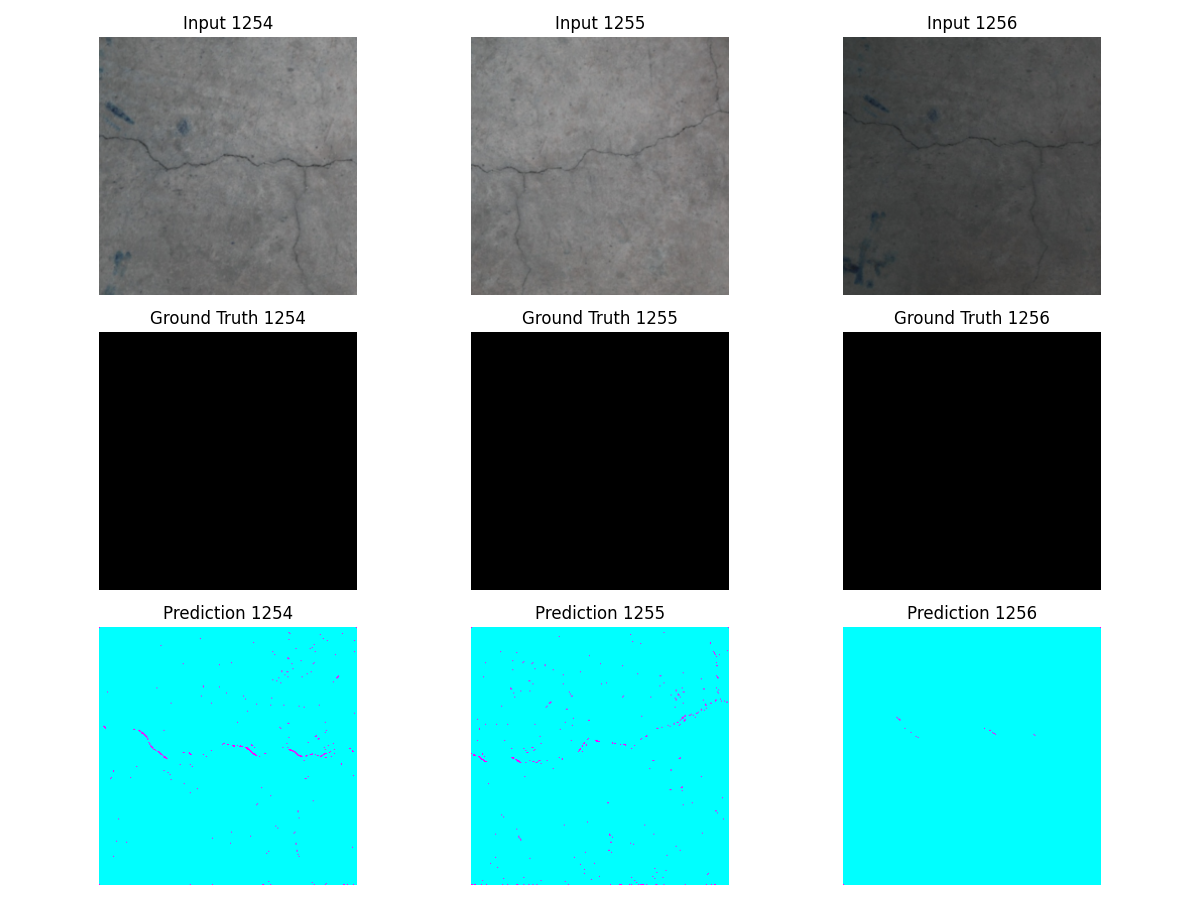 Input 1254
Input 1255
Input 1256
Ground Truth 1254
Ground Truth 1255
Ground Truth 1256
Prediction 1254
Prediction 1255
Prediction 1256